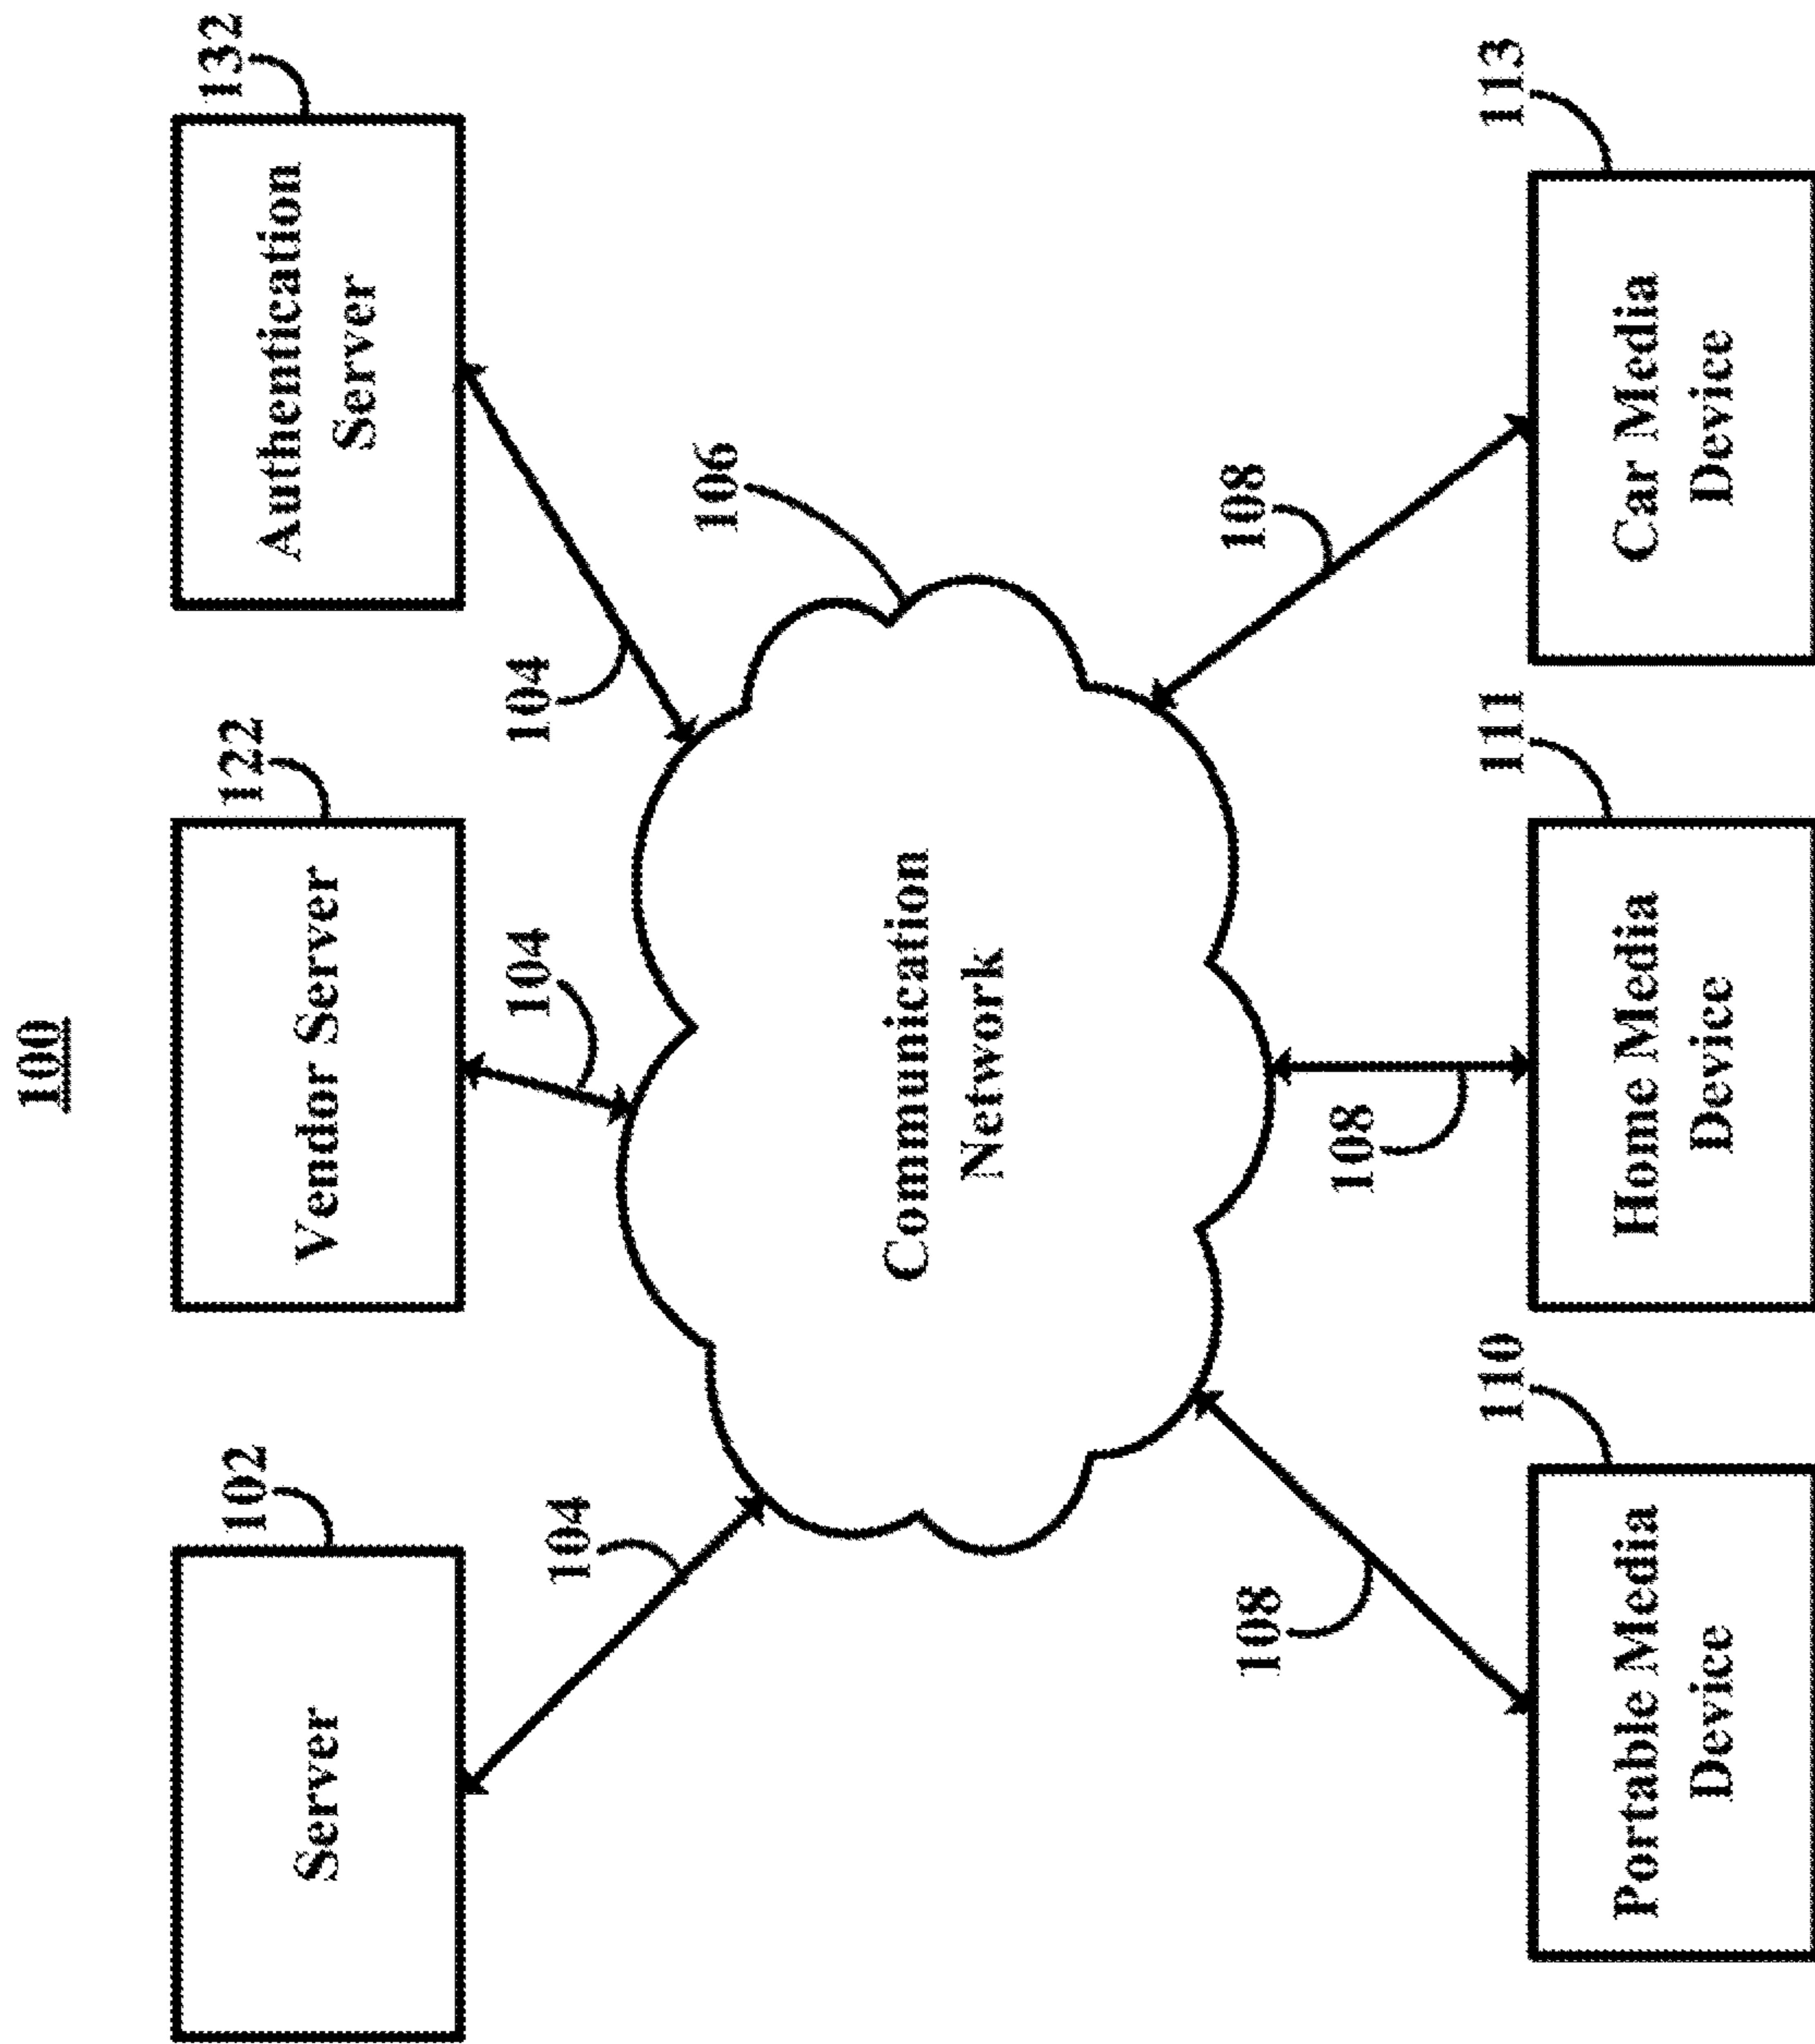 100
102
122
132
Server
Vendor Server
Authentication
Server
104
104
104
106
Communication
Network
108
108
108
110
111
113
Portable Media
Device
Home Media
Device
Car Media
Device